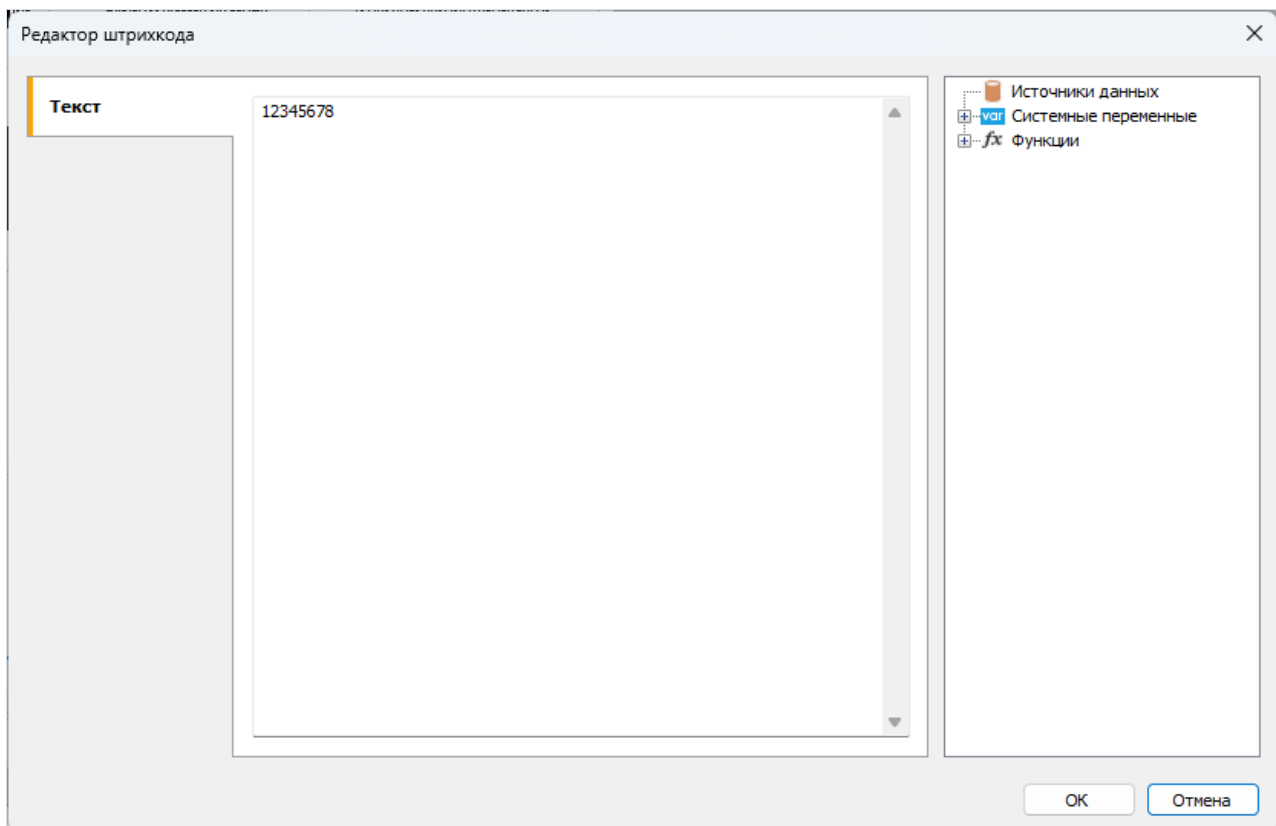 Редактор штрихкода
Текст
12345678
Источники данных
var Системные переменные
fx Функции
OK
Отмена